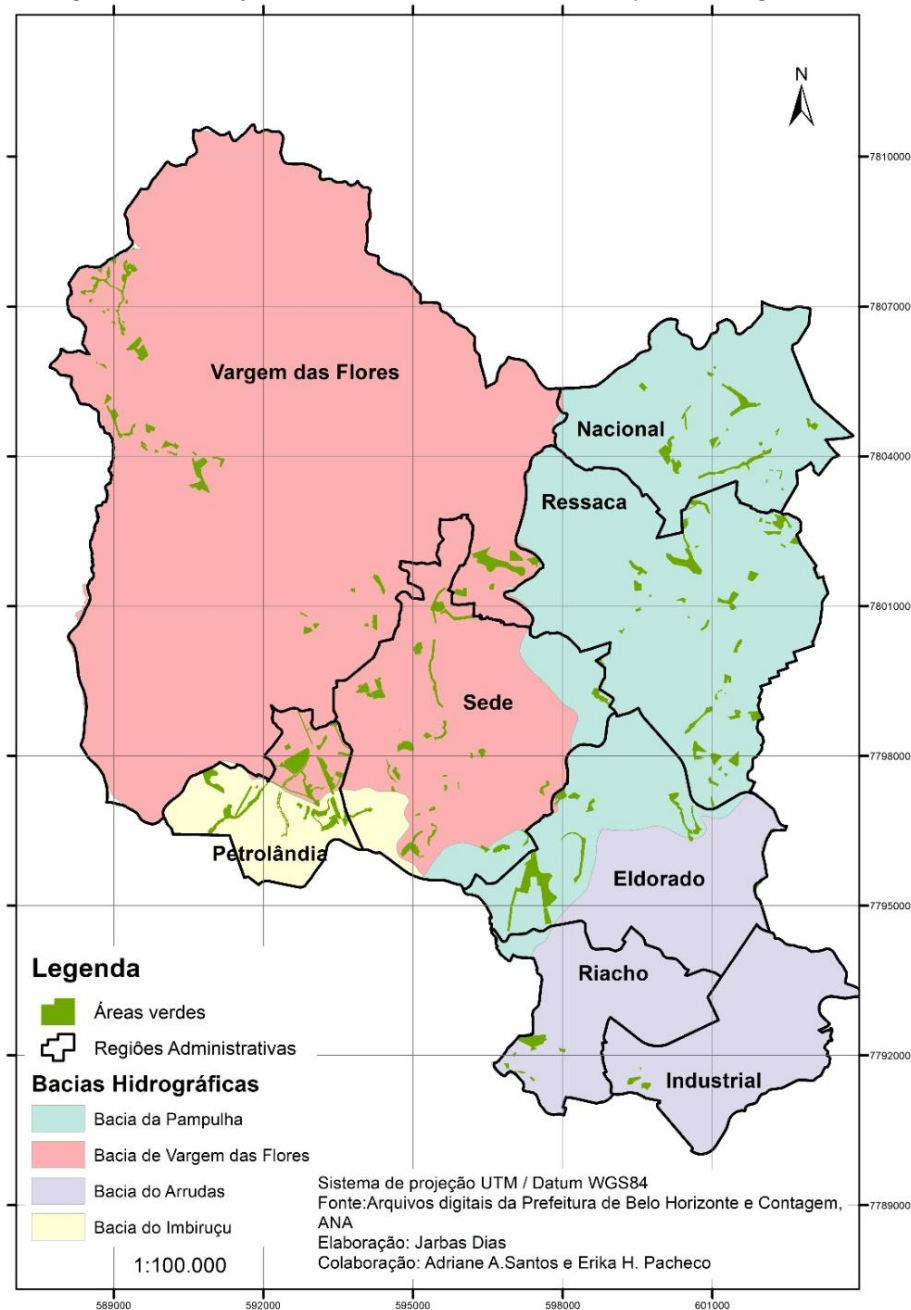 N
7810000
7807000
Vargem das Flores
Nacional
7804000
Ressaca
7801000
Sede
7798000
Petrolândia
Eldorado
7795000
Legenda
Riacho
Áreas verdes
Regiões Administrativas
7792000
Bacias Hidrográficas
Industrial
Bacia da Pampulha
Bacia de Vargem das Flores
Bacia do Arrudas
Bacia do Imbiruçu
1:100.000
Sistema de projeção UTM / Datum WGS84
Fonte:Arquivos digitais da Prefeitura de Belo Horizonte e Contagem,
ANA
Elaboração: Jarbas Dias
Colaboração: Adriane A.Santos e Erika H. Pacheco
7789000
589000 592000 595000 598000 601000